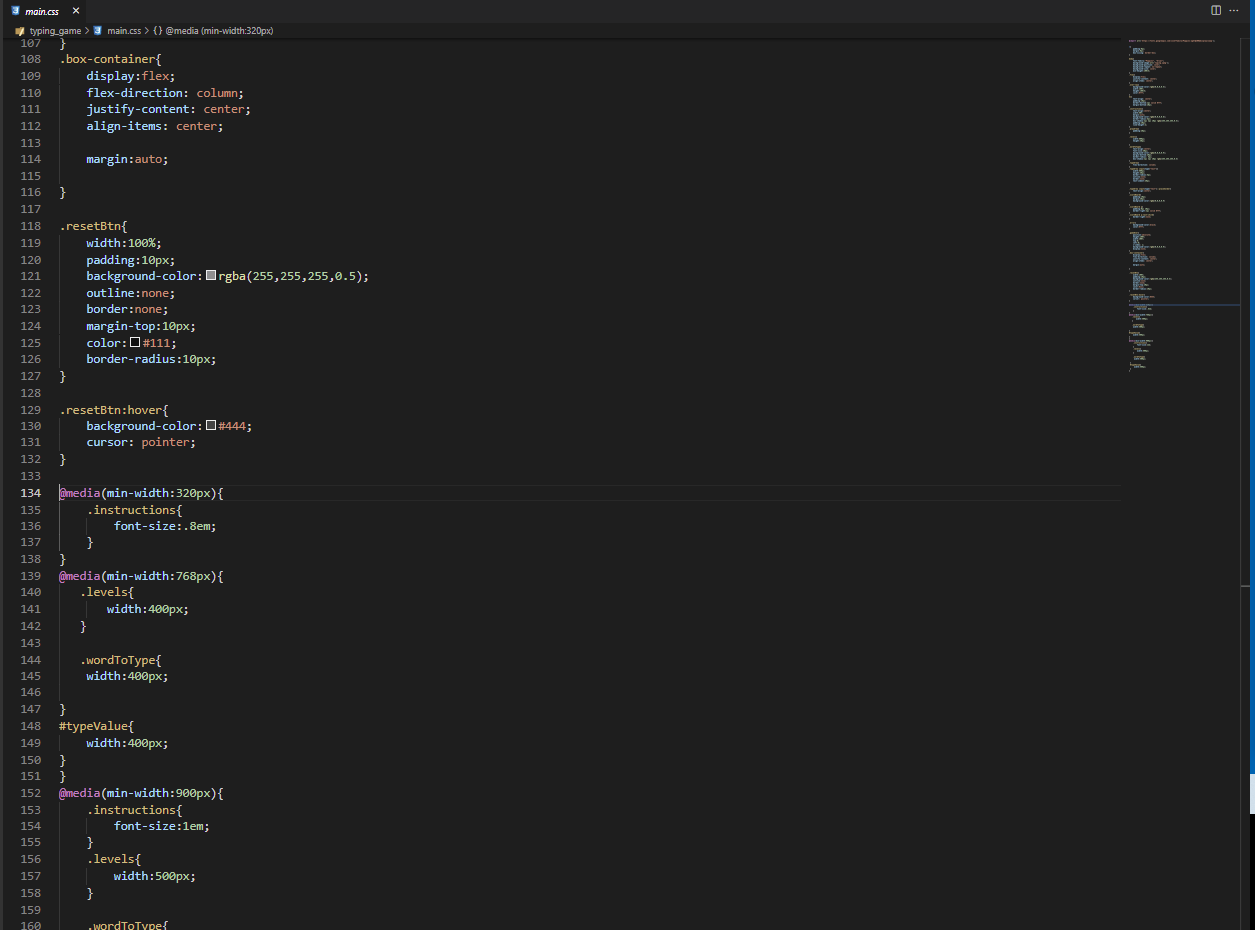 main.css ×
typing_game > main.css > {} @media (min-width:320px)
107 }
108 .box-container{
109 display:flex;
110 flex-direction: column;
111 justify-content: center;
112 align-items: center;
113
114 margin:auto;
115
116 }
117
118 .resetBtn{
119 width:100%;
120 padding:10px;
121 background-color:rgba(255,255,255,0.5);
122 outline:none;
123 border:none;
124 margin-top:10px;
125 color:#111;
126 border-radius:10px;
127 }
128
129 .resetBtn:hover{
130 background-color:#444;
131 cursor: pointer;
132 }
133
134 @media(min-width:320px){
135 .instructions{
136 font-size:.8em;
137 }
138 }
139 @media(min-width:768px){
140 .levels{
141 width:400px;
142 }
143
144 .wordToType{
145 width:400px;
146
147 }
148 #typeValue{
149 width:400px;
150 }
151 }
152 @media(min-width:900px){
153 .instructions{
154 font-size:1em;
155 }
156 .levels{
157 width:500px;
158 }
159
160 .wordToType{